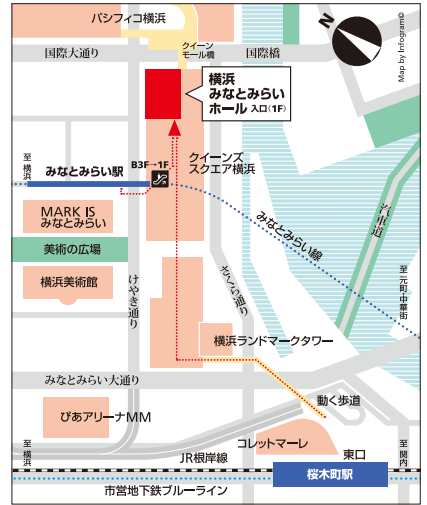 パシフィコ横浜
N
Map by Infogram©
国際大通り
クイーン
モール橋
国際橋
横浜
みなとみらい
ホール 入口(1F)
至横浜
みなとみらい駅
B3F→1F
クイーンズ
スクエア横浜
みなとみらい線
汽車道
MARK IS
みなとみらい
美術の広場
横浜美術館
けやき通り
さくら通り
至元町・中華街
横浜ランドマークタワー
みなとみらい大通り
動く歩道
ぴあアリーナMM
コレットマーレ
至横浜
JR根岸線
東口
至関内
桜木町駅
市営地下鉄ブルーライン